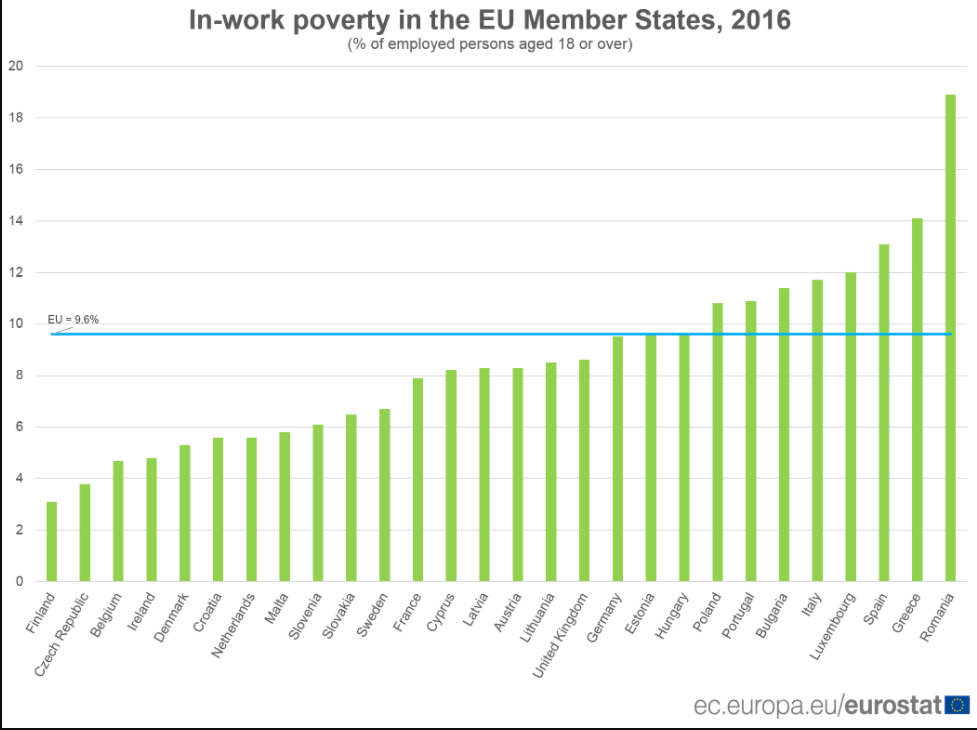 In-work poverty in the EU Member States, 2016
(% of employed persons aged 18 or over)
20
18
16
14
12
10
EU = 9.6%
8
6
4
2
0
Finland
Czech Republic
Belgium
Ireland
Denmark
Croatia
Netherlands
Malta
Slovenia
Slovakia
Sweden
France
Cyprus
Latvia
Austria
Lithuania
United Kingdom
Germany
Estonia
Hungary
Poland
Portugal
Bulgaria
Italy
Luxembourg
Spain
Greece
Romania
ec.europa.eu/eurostat